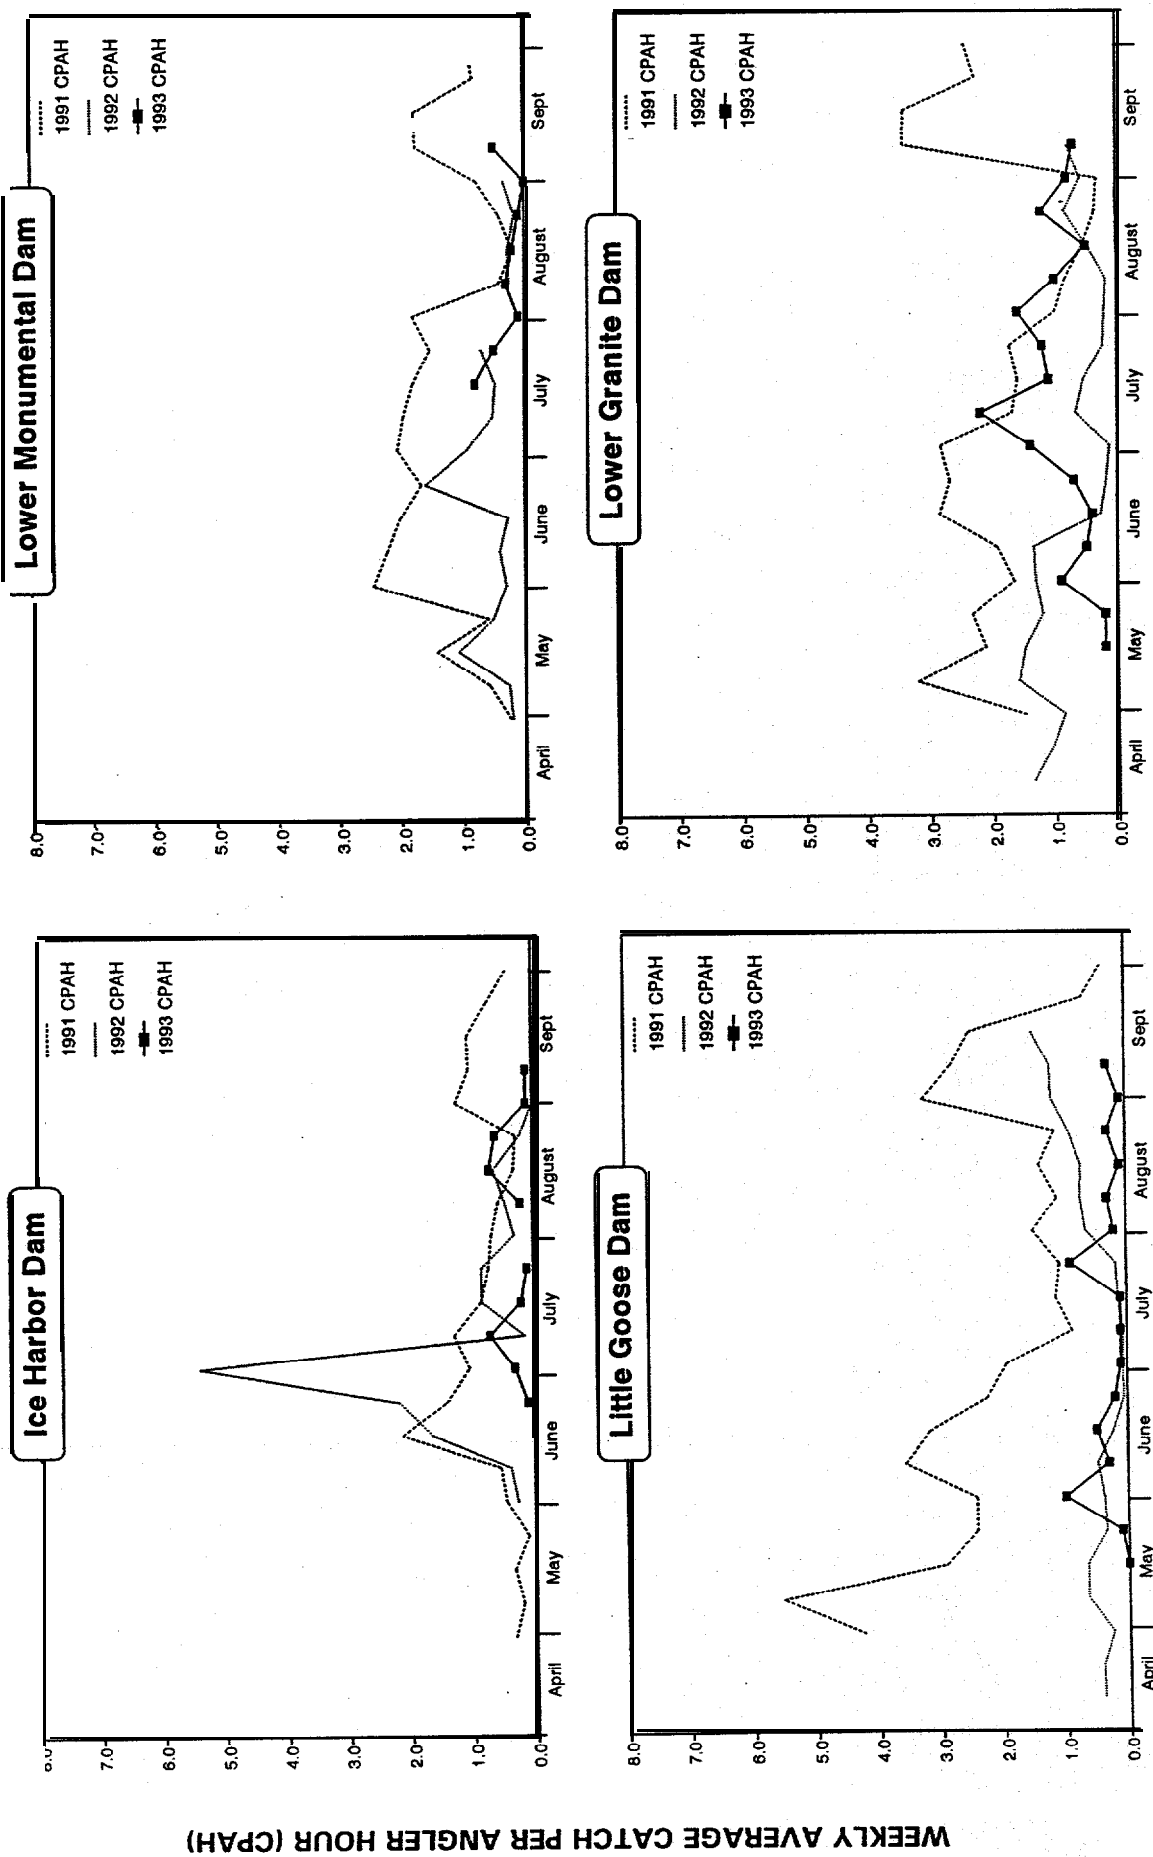 WEEKLY AVERAGE CATCH PER ANGLER HOUR (CPAH)
Ice Harbor Dam
1991 CPAH
1992 CPAH
1993 CPAH
8.0
7.0
6.0
5.0
4.0
3.0
2.0
1.0
0.0
April May June July August Sept
Lower Monumental Dam
1991 CPAH
1992 CPAH
1993 CPAH
8.0
7.0
6.0
5.0
4.0
3.0
2.0
1.0
0.0
April May June July August Sept
Little Goose Dam
1991 CPAH
1992 CPAH
1993 CPAH
8.0
7.0
6.0
5.0
4.0
3.0
2.0
1.0
0.0
April May June July August Sept
Lower Granite Dam
1991 CPAH
1992 CPAH
1993 CPAH
8.0
7.0
6.0
5.0
4.0
3.0
2.0
1.0
0.0
April May June July August Sept